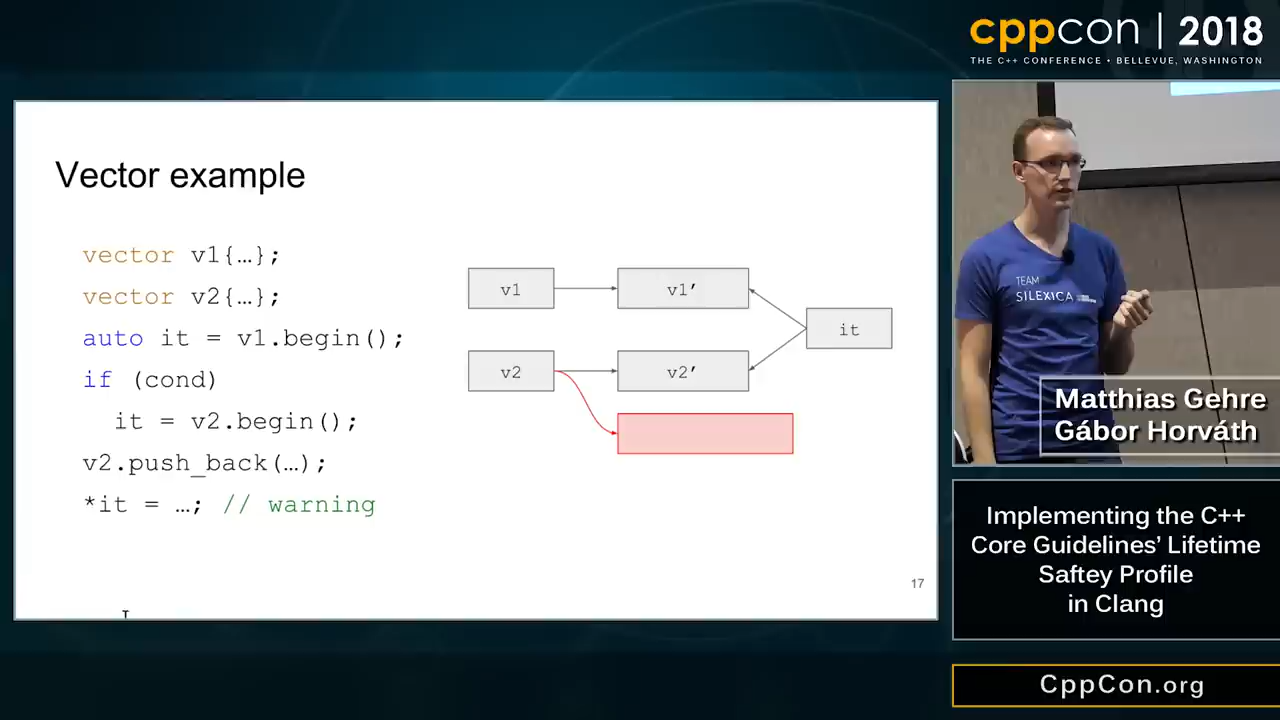 cppcon | 2018
THE C++ CONFERENCE • BELLEVUE, WASHINGTON
Vector example
vector v1{…};
vector v2{…};
auto it = v1.begin();
if (cond)
it = v2.begin();
v2.push_back(…);
*it = …; // warning
v1
v1’
it
v2
v2’
17
TEAM
SILEXICA
Matthias Gehre
Gábor Horváth
Implementing the C++
Core Guidelines’ Lifetime
Saftey Profile
in Clang
CppCon.org